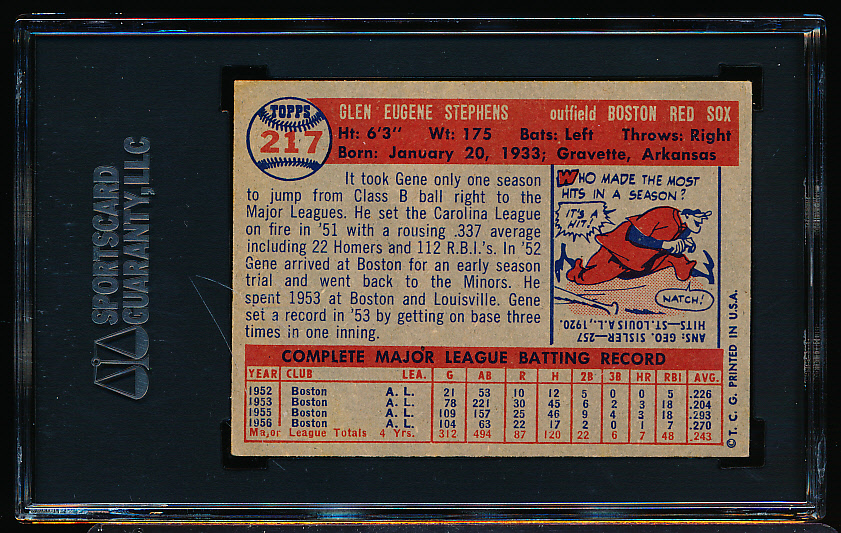 SPORTSCARD
GUARANTY, LLC
TOPPS
217
GLEN EUGENE STEPHENS outfield BOSTON RED SOX
Ht: 6'3" Wt: 175 Bats: Left Throws: Right
Born: January 20, 1933; Gravette, Arkansas
It took Gene only one season
to jump from Class B ball right to the
Major Leagues. He set the Carolina League
on fire in '51 with a rousing .337 average
including 22 Homers and 112 R.B.I.'s. In '52
Gene arrived at Boston for an early season
trial and went back to the Minors. He
spent 1953 at Boston and Louisville. Gene
set a record in '53 by getting on base three
times in one inning.
WHO MADE THE MOST
HITS IN A SEASON?
IT'S A
HIT!
NATCH!
ANS: GEO. SISLER—257
HITS—ST. LOUIS A.L., 1920.
COMPLETE MAJOR LEAGUE BATTING RECORD
YEAR CLUB LEA. G AB R H 2B 3B HR RBI AVG.
1952 Boston A. L. 21 53 10 12 5 0 0 5 .226
1953 Boston A. L. 78 221 30 45 6 2 3 18 .204
1955 Boston A. L. 109 157 25 46 9 4 3 18 .293
1956 Boston A. L. 104 63 22 17 2 0 1 7 .270
Major League Totals 4 Yrs. 312 494 87 120 22 6 7 48 .243
© T. C. G. PRINTED IN U.S.A.